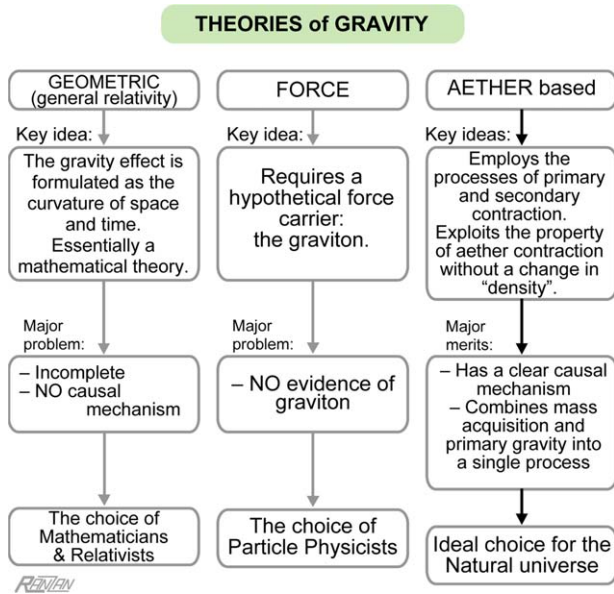 THEORIES of GRAVITY
GEOMETRIC
(general relativity)
Key idea:
The gravity effect is
formulated as the
curvature of space
and time.
Essentially a
mathematical theory.
Major
problem:
– Incomplete
– NO causal
mechanism
The choice of
Mathematicians
& Relativists
FORCE
Key idea:
Requires a
hypothetical force
carrier:
the graviton.
Major
problem:
– NO evidence of
graviton
The choice of
Particle Physicists
AETHER based
Key ideas:
Employs the
processes of primary
and secondary
contraction.
Exploits the property
of aether contraction
without a change in
“density”.
Major
merits:
– Has a clear causal
mechanism
– Combines mass
acquisition and
primary gravity into
a single process
Ideal choice for the
Natural universe
RANTAN